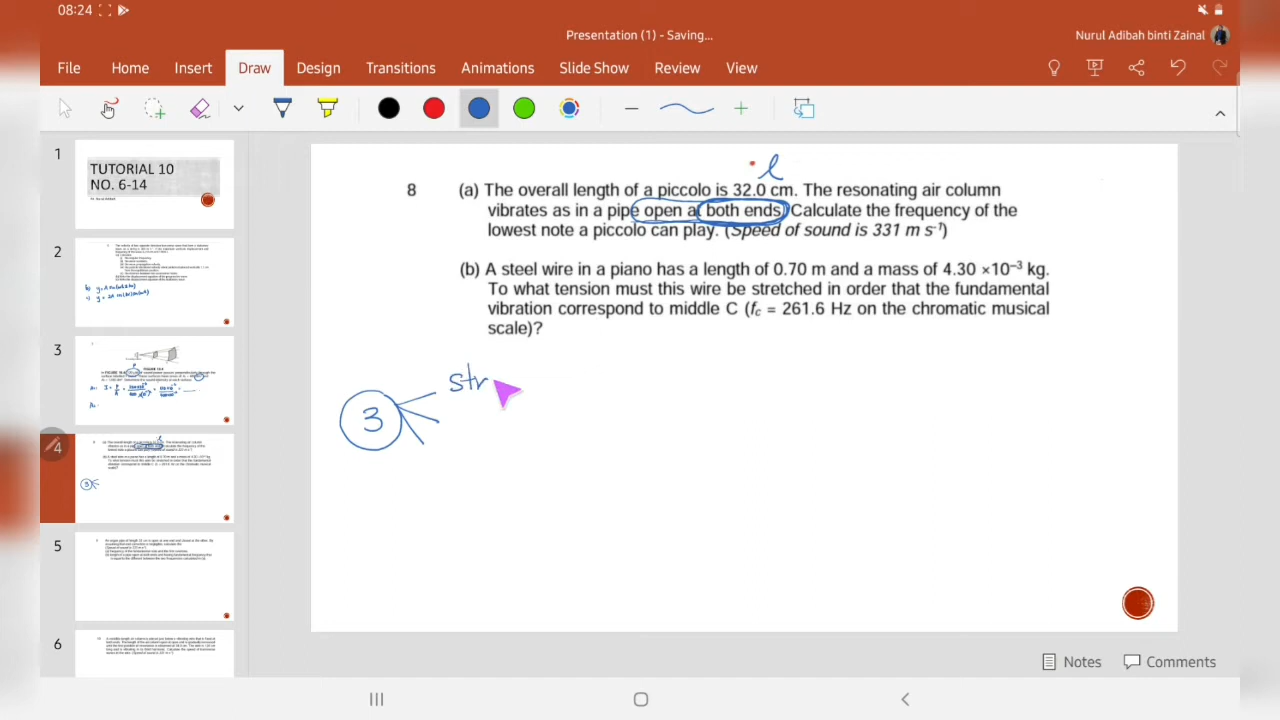 08:24
Presentation (1) - Saving...
Nurul Adibah binti Zainal
File Home Insert Draw Design Transitions Animations Slide Show Review View
1
TUTORIAL 10
NO. 6-14
2
3
4
5
6
l
8 (a) The overall length of a piccolo is 32.0 cm. The resonating air column
vibrates as in a pipe open at both ends. Calculate the frequency of the
lowest note a piccolo can play. (Speed of sound is 331 m s⁻¹)
(b) A steel wire in a piano has a length of 0.70 m and a mass of 4.30 ×10⁻³ kg.
To what tension must this wire be stretched in order that the fundamental
vibration correspond to middle C (fc = 261.6 Hz on the chromatic musical
scale)?
str
3
Notes Comments